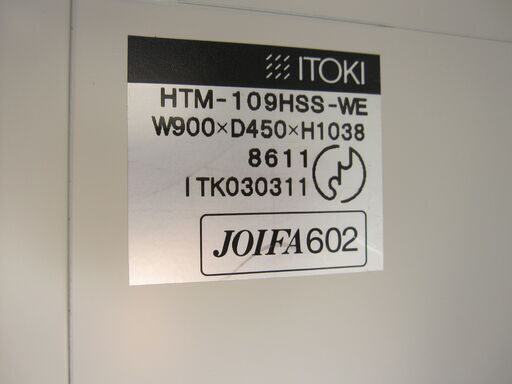 ITOKI
HTM-109HSS-WE
W900×D450×H1038
8611
ITK030311
JOIFA602